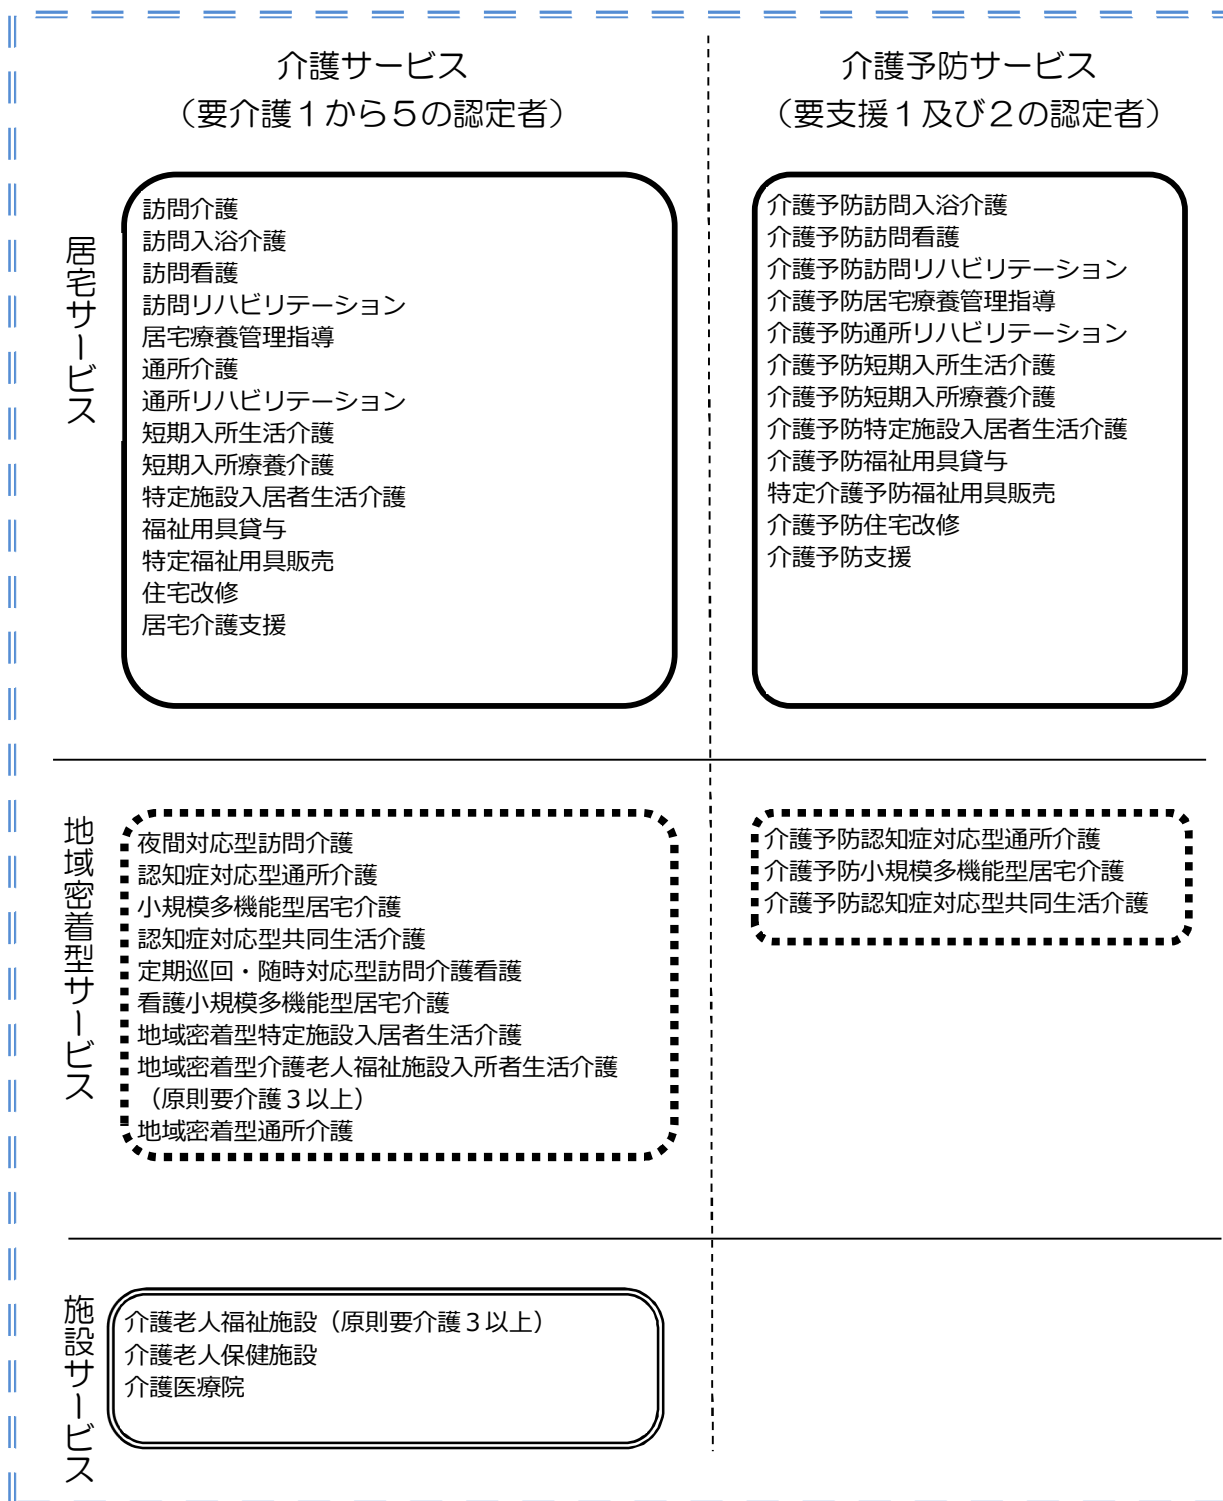 介護サービス
（要介護１から５の認定者）
介護予防サービス
（要支援１及び２の認定者）
居宅サービス
訪問介護
訪問入浴介護
訪問看護
訪問リハビリテーション
居宅療養管理指導
通所介護
通所リハビリテーション
短期入所生活介護
短期入所療養介護
特定施設入居者生活介護
福祉用具貸与
特定福祉用具販売
住宅改修
居宅介護支援
介護予防訪問入浴介護
介護予防訪問看護
介護予防訪問リハビリテーション
介護予防居宅療養管理指導
介護予防通所リハビリテーション
介護予防短期入所生活介護
介護予防短期入所療養介護
介護予防特定施設入居者生活介護
介護予防福祉用具貸与
特定介護予防福祉用具販売
介護予防住宅改修
介護予防支援
地域密着型サービス
夜間対応型訪問介護
認知症対応型通所介護
小規模多機能型居宅介護
認知症対応型共同生活介護
定期巡回・随時対応型訪問介護看護
看護小規模多機能型居宅介護
地域密着型特定施設入居者生活介護
地域密着型介護老人福祉施設入所者生活介護
（原則要介護３以上）
地域密着型通所介護
介護予防認知症対応型通所介護
介護予防小規模多機能型居宅介護
介護予防認知症対応型共同生活介護
施設サービス
介護老人福祉施設（原則要介護３以上）
介護老人保健施設
介護医療院